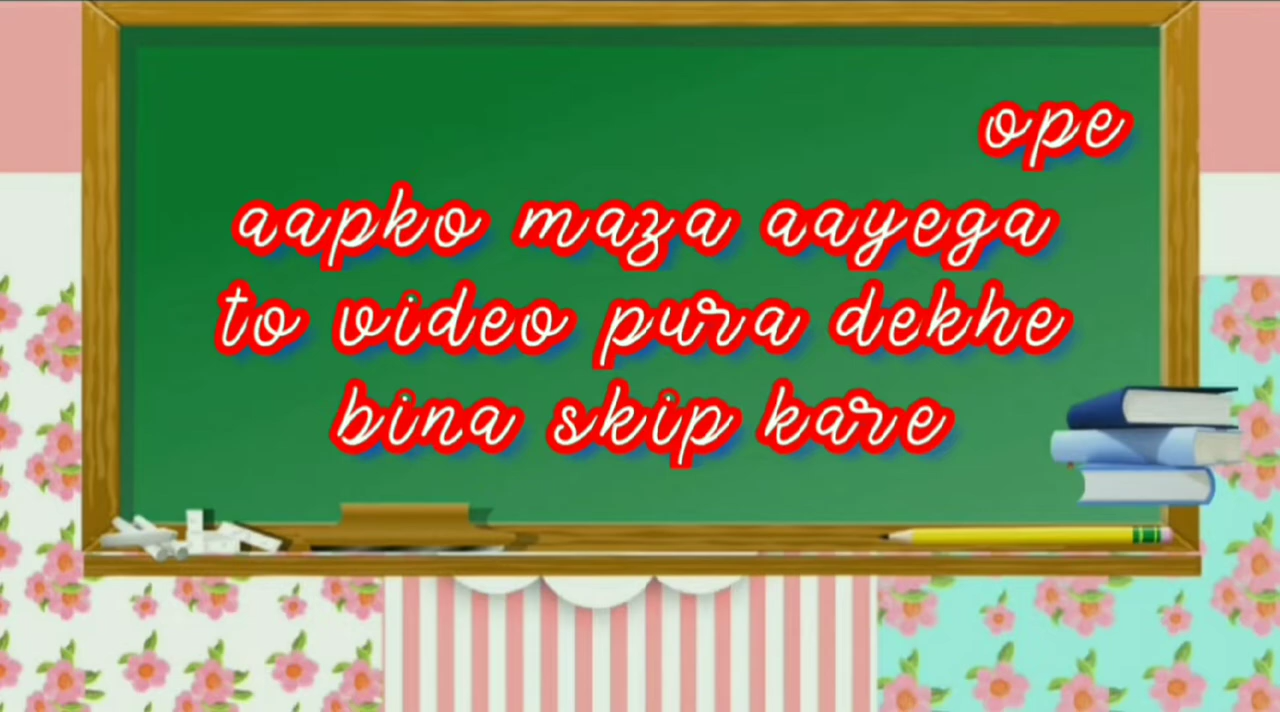 ope
aapko maza aayega
to video pura dekhe
bina skip kare